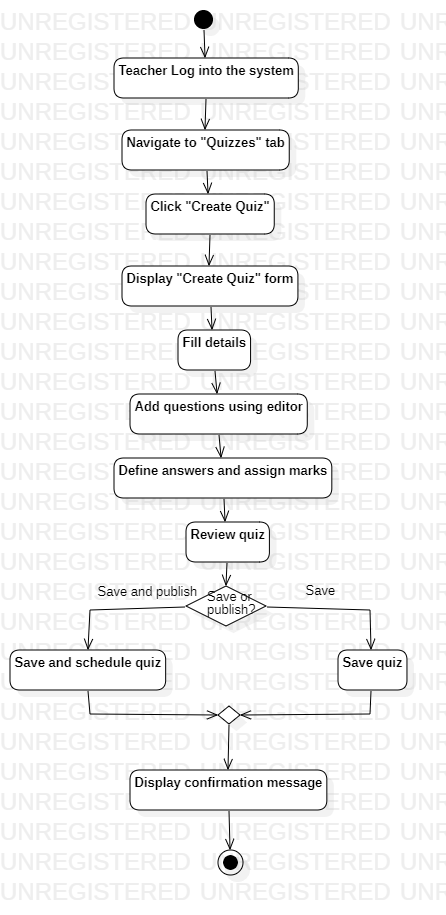 Teacher Log into the system
Navigate to "Quizzes" tab
Click "Create Quiz"
Display "Create Quiz" form
Fill details
Add questions using editor
Define answers and assign marks
Review quiz
Save and publish
Save or
publish?
Save
Save and schedule quiz
Save quiz
Display confirmation message
UNREGISTERED